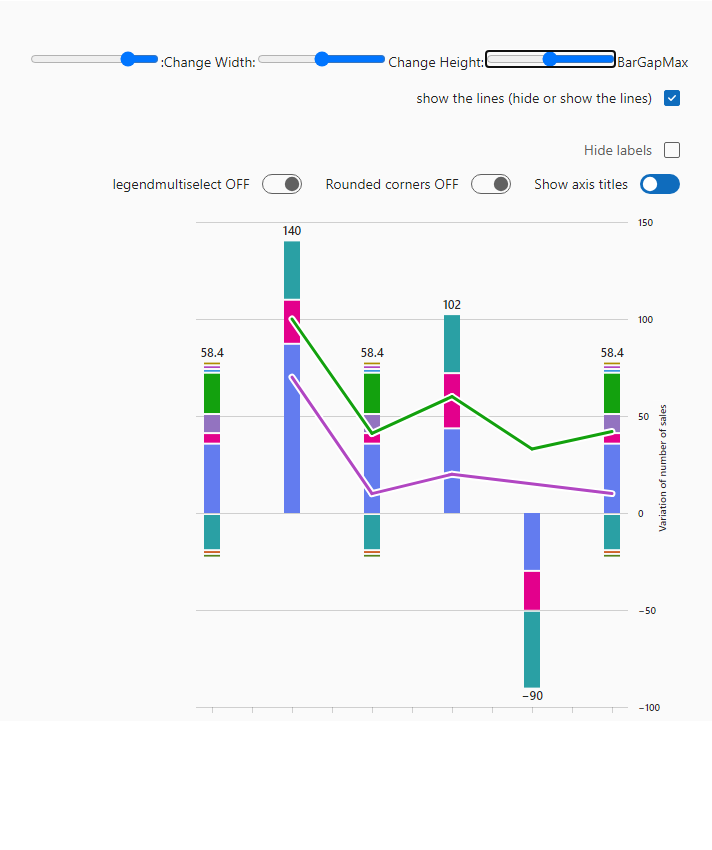 :Change Width: Change Height: BarGapMax
show the lines (hide or show the lines)
Hide labels
legendmultiselect OFF Rounded corners OFF Show axis titles
150
140
102
100
58.4 58.4 58.4
50
Variation of number of sales
0
−50
−90
−100